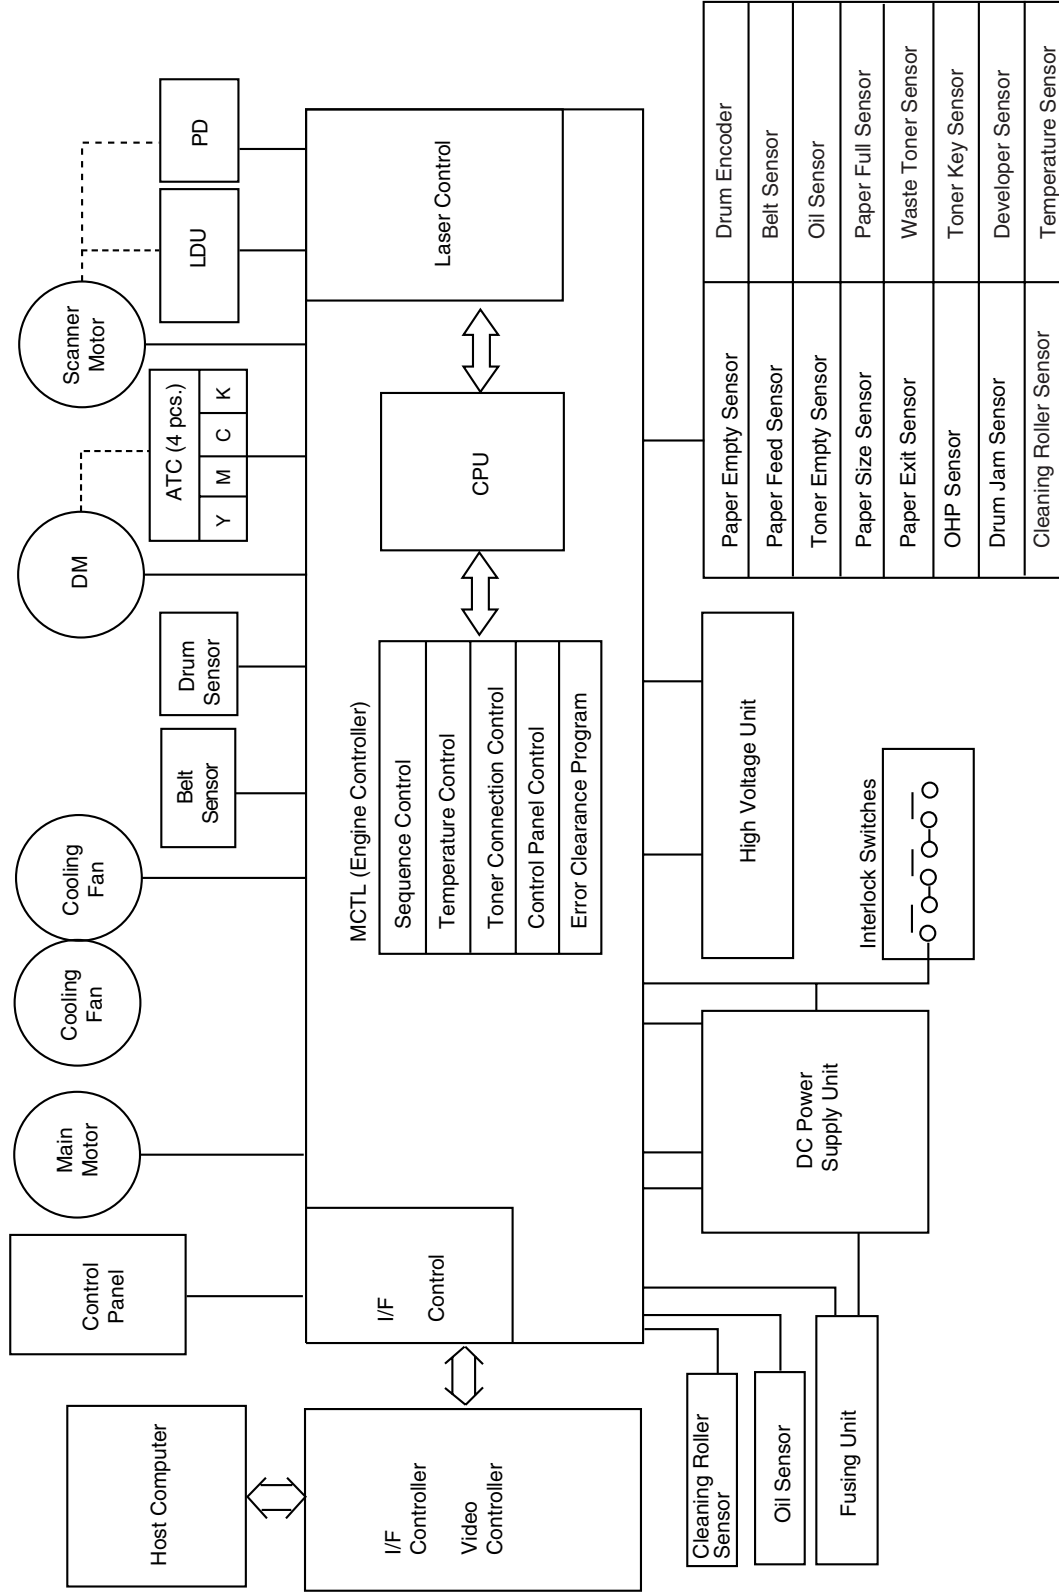 Host Computer
Control
Panel
Main
Motor
Cooling
Fan
Cooling
Fan
Belt
Sensor
Drum
Sensor
DM
ATC (4 pcs.)
Y
M
C
K
Scanner
Motor
LDU
PD
I/F
Controller
Video
Controller
I/F
Control
MCTL (Engine Controller)
Sequence Control
Temperature Control
Toner Connection Control
Control Panel Control
Error Clearance Program
CPU
Laser Control
Cleaning Roller
Sensor
Oil Sensor
Fusing Unit
DC Power
Supply Unit
Interlock Switches
High Voltage Unit
Paper Empty Sensor
Drum Encoder
Paper Feed Sensor
Belt Sensor
Toner Empty Sensor
Oil Sensor
Paper Size Sensor
Paper Full Sensor
Paper Exit Sensor
Waste Toner Sensor
OHP Sensor
Toner Key Sensor
Drum Jam Sensor
Developer Sensor
Cleaning Roller Sensor
Temperature Sensor